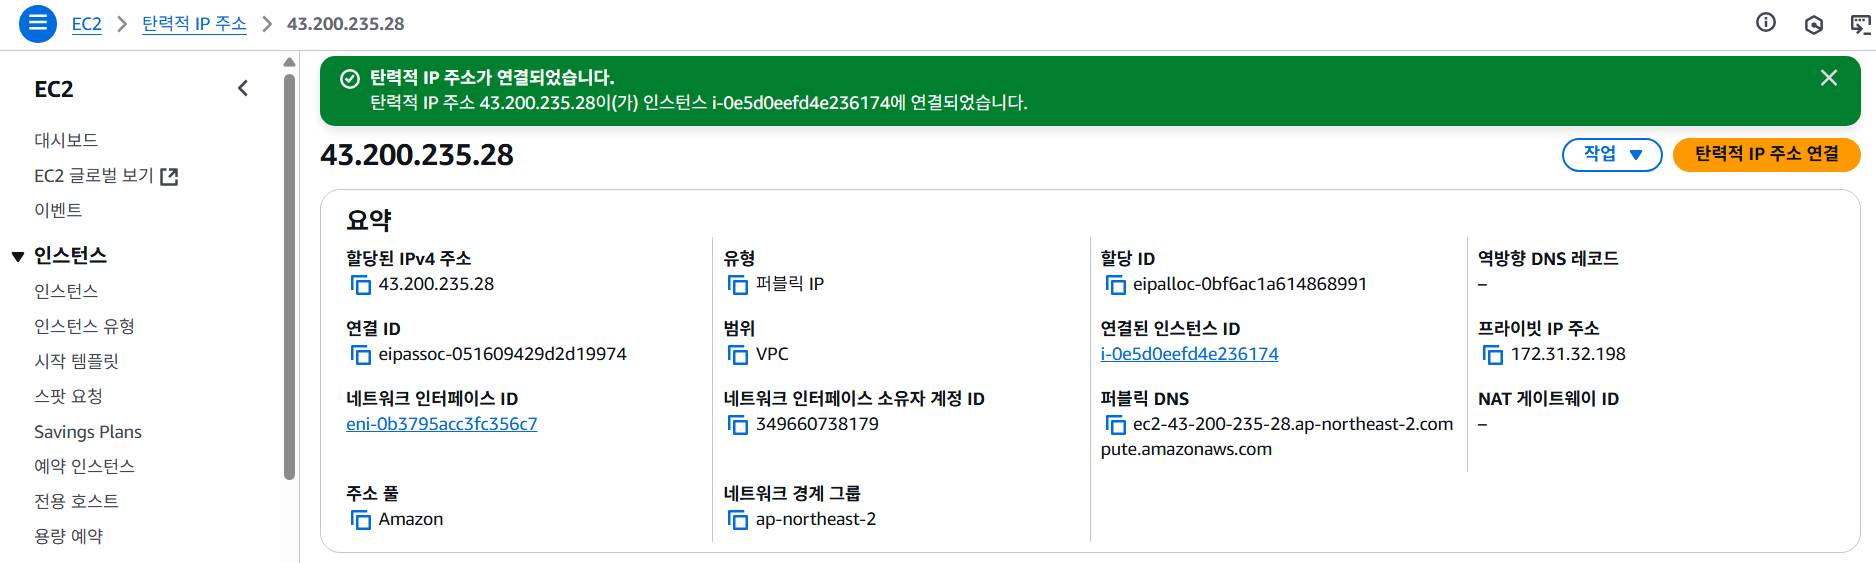 EC2 > 탄력적 IP 주소 > 43.200.235.28
EC2
대시보드
EC2 글로벌 보기
이벤트
인스턴스
인스턴스
인스턴스 유형
시작 템플릿
스팟 요청
Savings Plans
예약 인스턴스
전용 호스트
용량 예약
탄력적 IP 주소가 연결되었습니다.
탄력적 IP 주소 43.200.235.28이(가) 인스턴스 i-0e5d0eefd4e236174에 연결되었습니다.
43.200.235.28
작업
탄력적 IP 주소 연결
요약
할당된 IPv4 주소
43.200.235.28
유형
퍼블릭 IP
할당 ID
eipalloc-0bf6ac1a614868991
역방향 DNS 레코드
–
연결 ID
eipassoc-051609429d2d19974
범위
VPC
연결된 인스턴스 ID
i-0e5d0eefd4e236174
프라이빗 IP 주소
172.31.32.198
네트워크 인터페이스 ID
eni-0b3795acc3fc356c7
네트워크 인터페이스 소유자 계정 ID
349660738179
퍼블릭 DNS
ec2-43-200-235-28.ap-northeast-2.com
pute.amazonaws.com
NAT 게이트웨이 ID
–
주소 풀
Amazon
네트워크 경계 그룹
ap-northeast-2